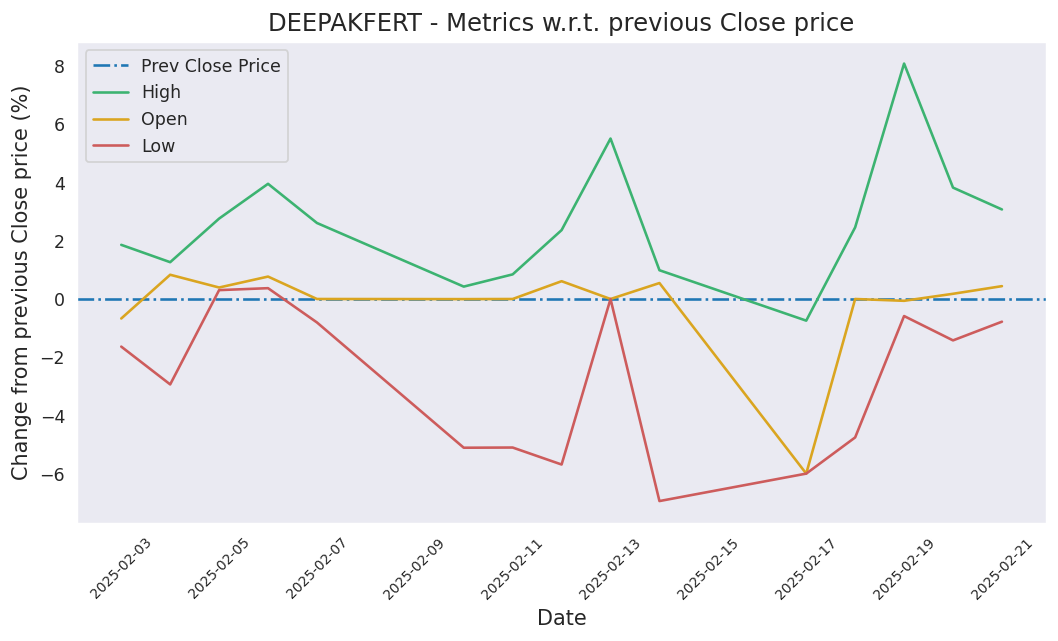 DEEPAKFERT - Metrics w.r.t. previous Close price
Prev Close Price
High
Open
Low
Change from previous Close price (%)
8
6
4
2
0
−2
−4
−6
2025-02-03
2025-02-05
2025-02-07
2025-02-09
2025-02-11
2025-02-13
2025-02-15
2025-02-17
2025-02-19
2025-02-21
Date